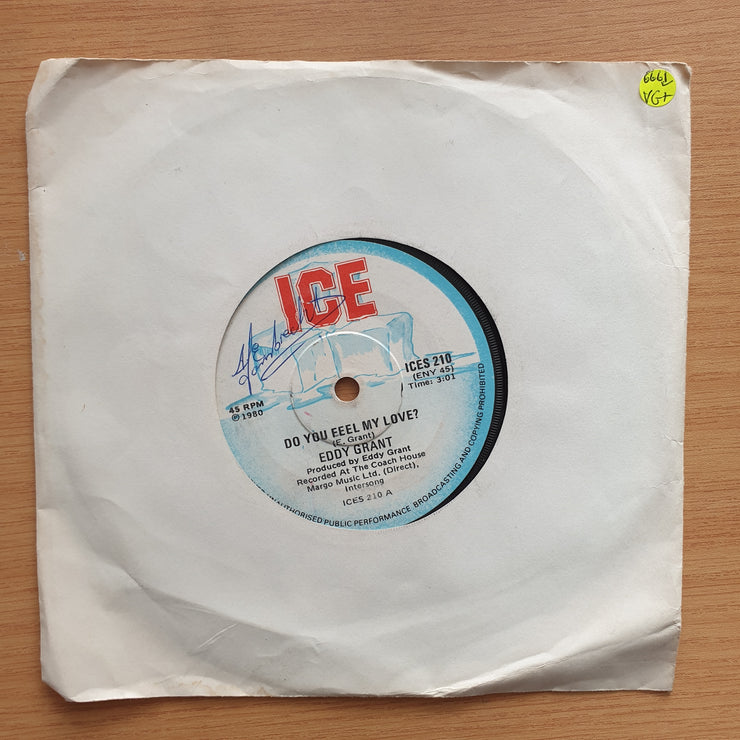 6661
VG+
ICE
ICES 210
(ENY 45)
Time: 3:01
45 RPM
℗ 1980
DO YOU EEEL MY LOVE?
(E. Grant)
EDDY GRANT
Produced by Eddy Grant
Recorded At The Coach House
Margo Music Ltd. (Direct),
Intersong
ICES 210 A
AUTHORISED PUBLIC PERFORMANCE BROADCASTING AND COPYING PROHIBITED